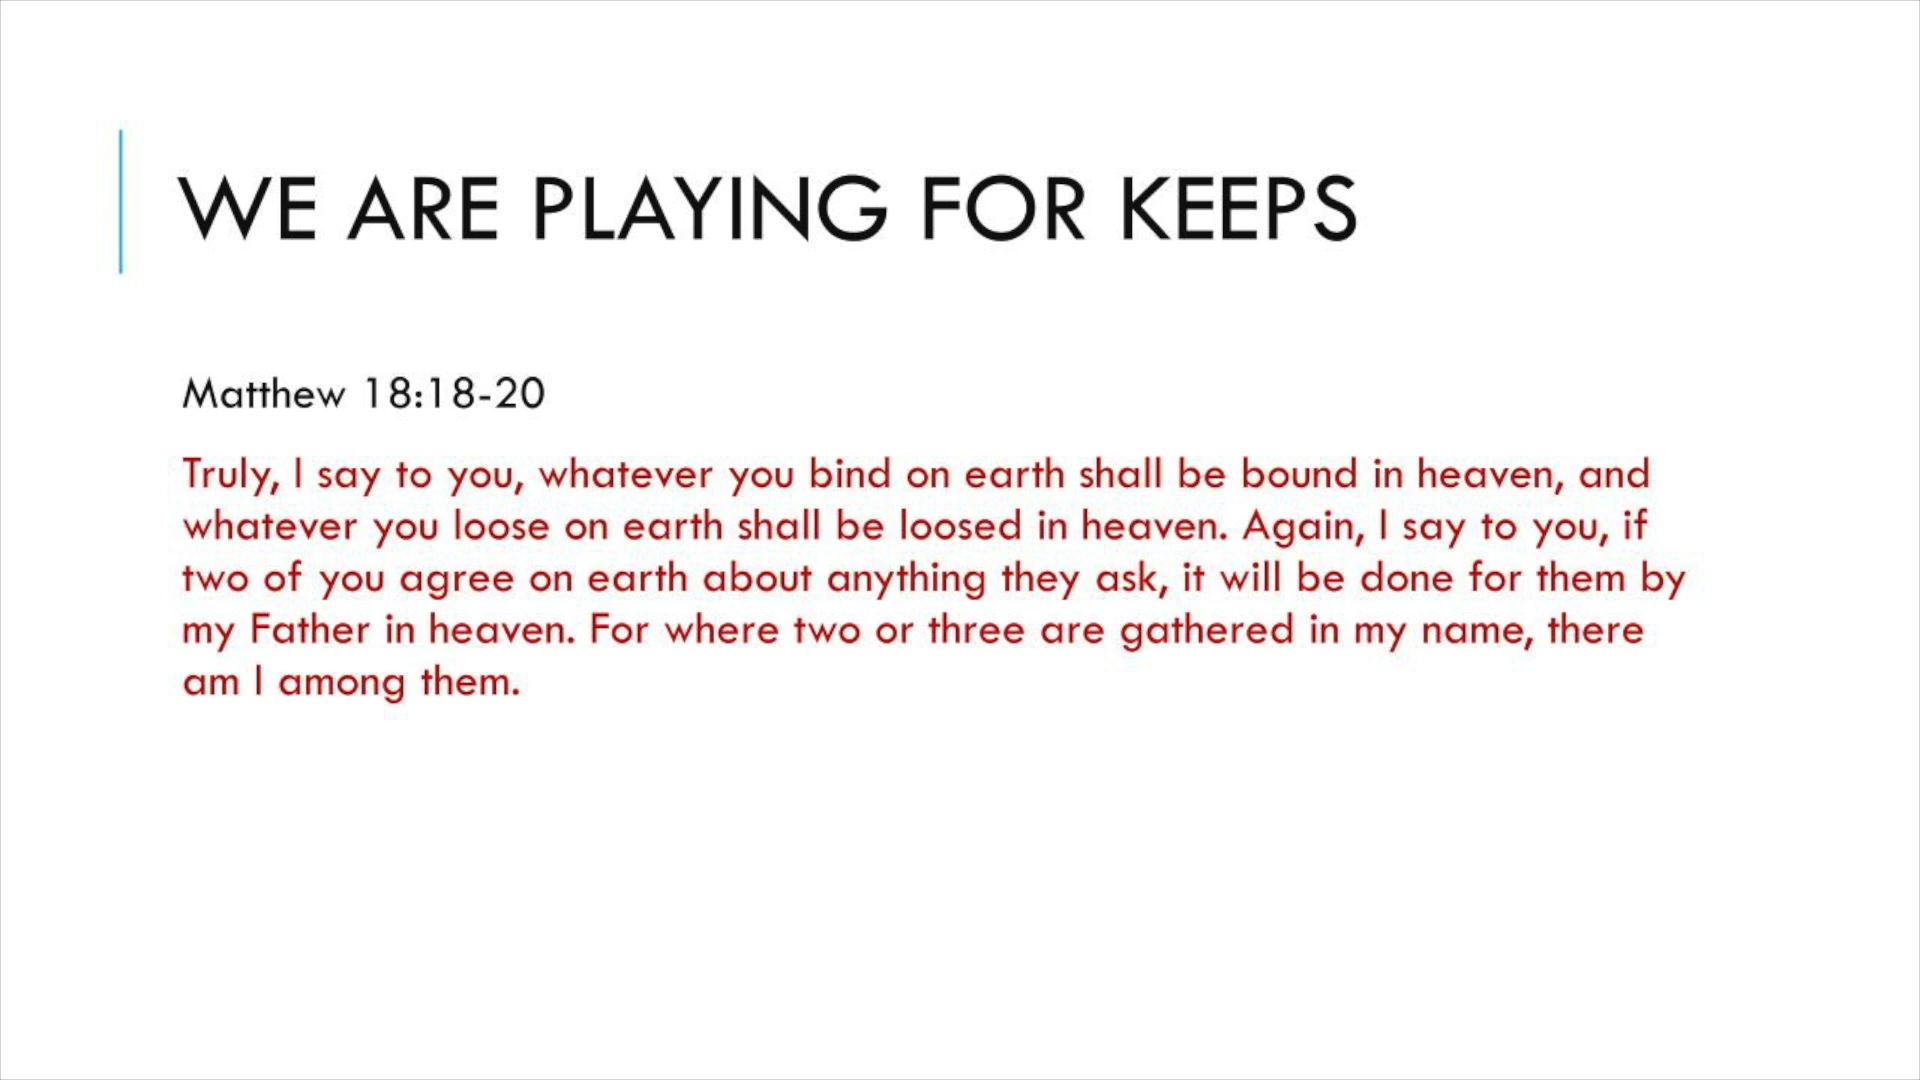 WE ARE PLAYING FOR KEEPS
Matthew 18:18-20
Truly, I say to you, whatever you bind on earth shall be bound in heaven, and
whatever you loose on earth shall be loosed in heaven. Again, I say to you, if
two of you agree on earth about anything they ask, it will be done for them by
my Father in heaven. For where two or three are gathered in my name, there
am I among them.